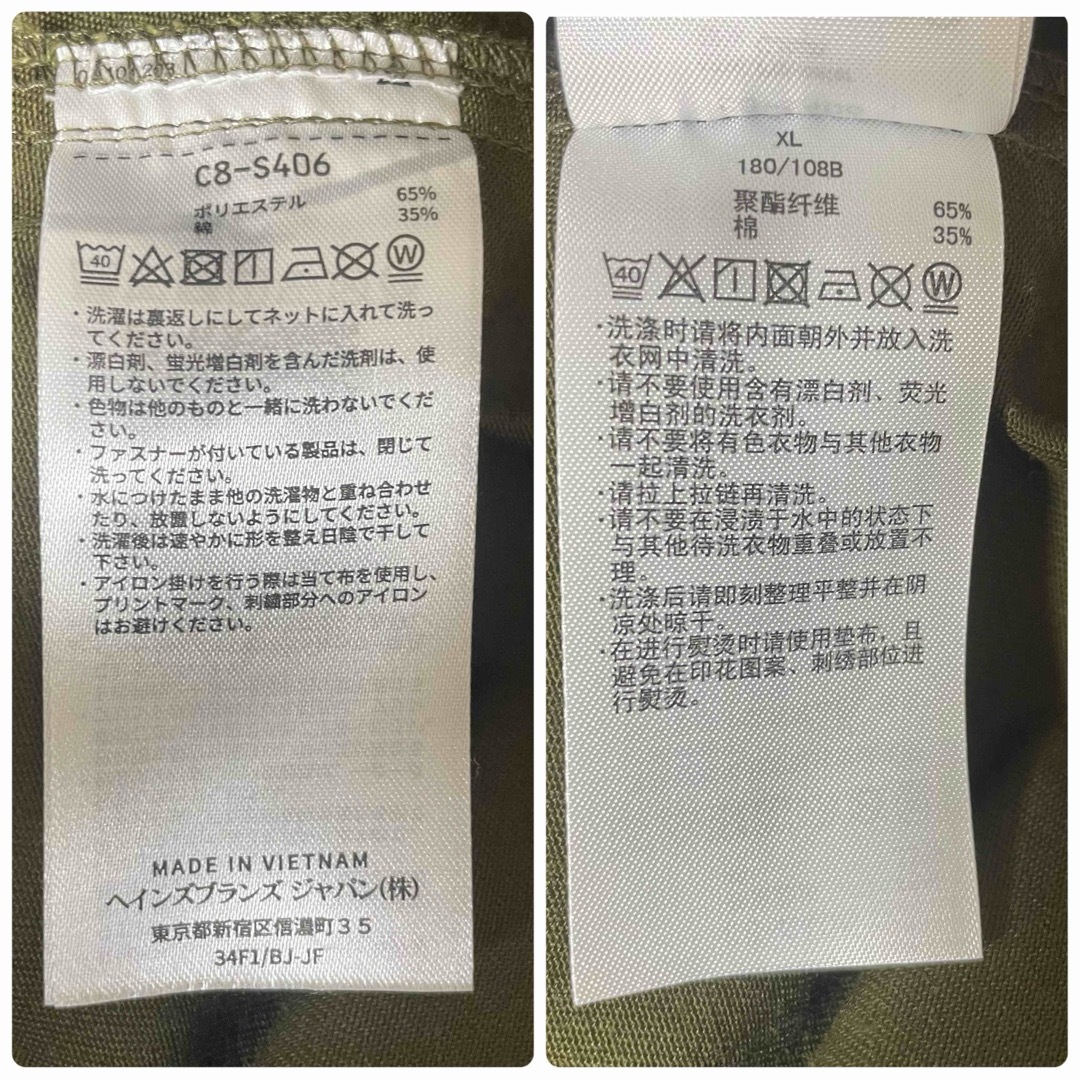 C8-S406
ポリエステル 65%
綿 35%
40 W
・洗濯は裏返しにしてネットに入れて洗っ
てください。
・漂白剤、蛍光増白剤を含んだ洗剤は、使
用しないでください。
・色物は他のものと一緒に洗わないでくだ
さい。
・ファスナーが付いている製品は、閉じて
洗ってください。
・水につけたまま他の洗濯物と重ね合わせ
たり、放置しないようにしてください。
・洗濯後は速やかに形を整え日陰で干して
下さい。
・アイロン掛けを行う際は当て布を使用し、
プリントマーク、刺繍部分へのアイロン
はお避けください。
MADE IN VIETNAM
ヘインズブランズ ジャパン(株)
東京都新宿区信濃町35
34F1/BJ-JF
XL
180/108B
聚酯纤维 65%
棉 35%
40 W
·洗涤时请将内面朝外并放入洗
衣网中清洗。
·请不要使用含有漂白剂、荧光
增白剂的洗衣剂。
·请不要将有色衣物与其他衣物
一起清洗。
·请拉上拉链再清洗。
·请不要在浸渍于水中的状态下
与其他待洗衣物重叠或放置不
理。
·洗涤后请即刻整理平整并在阴
凉处晾干。
·在进行熨烫时请使用垫布，且
避免在印花图案、刺绣部位进
行熨烫。